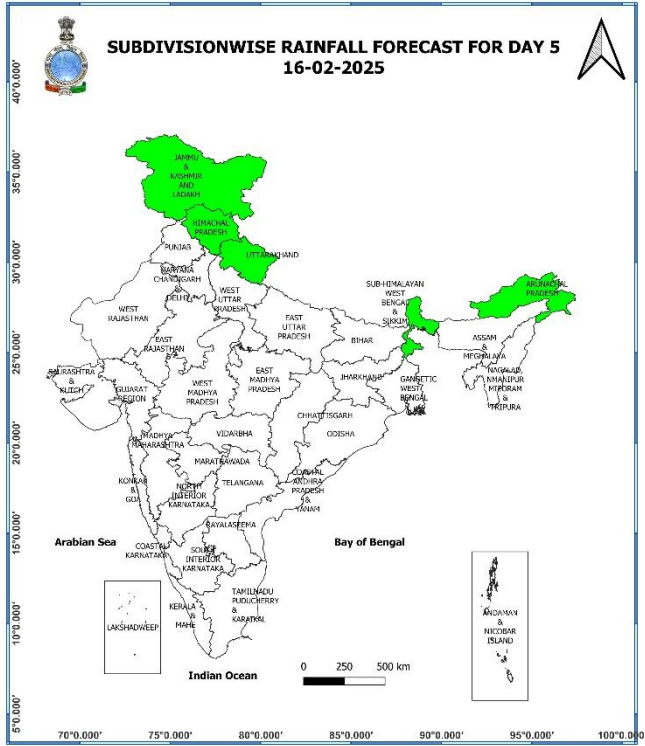 SUBDIVISIONWISE RAINFALL FORECAST FOR DAY 5
16-02-2025
40°0.000'
35°0.000'
30°0.000'
25°0.000'
20°0.000'
15°0.000'
10°0.000'
5°0.000'
JAMMU
&
KASHMIR
AND
LADAKH
HIMACHAL
PRADESH
PUNJAB
UTTARAKHAND
HARYANA
CHANDIGARH
&
DELHI
WEST
UTTAR
PRADESH
SUB-HIMALAYAN
WEST
BENGAL
&
SIKKIM
ARUNACHAL
PRADESH
WEST
RAJASTHAN
EAST
RAJASTHAN
EAST
UTTAR
PRADESH
BIHAR
ASSAM
&
MEGHALAYA
NAGALAD
NMANIPUR
MIZORAM
&
TRIPURA
SAURASHTRA
&
KUTCH
GUJARAT
REGION
WEST
MADHYA
PRADESH
EAST
MADHYA
PRADESH
JHARKHAND
GANGETIC
WEST
BENGAL
CHHATTISGARH
ODISHA
MADHYA
MAHARASHTRA
VIDARBHA
MARATHWADA
TELANGANA
KONKAN
&
GOA
NORTH
INTERIOR
KARNATAKA
COASTAL
ANDHRA
PRADESH
&
YANAM
RAYALASEEMA
Arabian Sea
COASTAL
KARNATAKA
SOUTH
INTERIOR
KARNATAKA
Bay of Bengal
LAKSHADWEEP
KERALA
&
MAHE
TAMILNADU
PUDUCHERRY
&
KARAIKAL
ANDAMAN
&
NICOBAR
ISLAND
Indian Ocean
0 250 500 km
70°0.000' 75°0.000' 80°0.000' 85°0.000' 90°0.000' 95°0.000' 100°0.000'